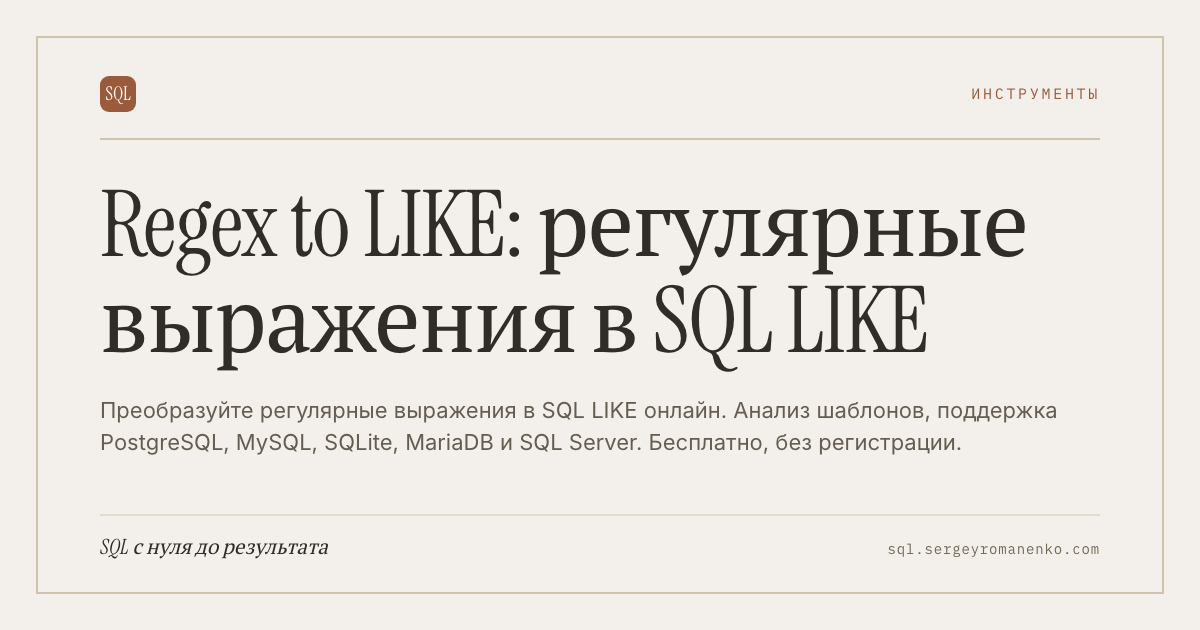 SQL
ИНСТРУМЕНТЫ
Regex to LIKE: регулярные
выражения в SQL LIKE
Преобразуйте регулярные выражения в SQL LIKE онлайн. Анализ шаблонов, поддержка
PostgreSQL, MySQL, SQLite, MariaDB и SQL Server. Бесплатно, без регистрации.
SQL с нуля до результата
sql.sergeyromanenko.com